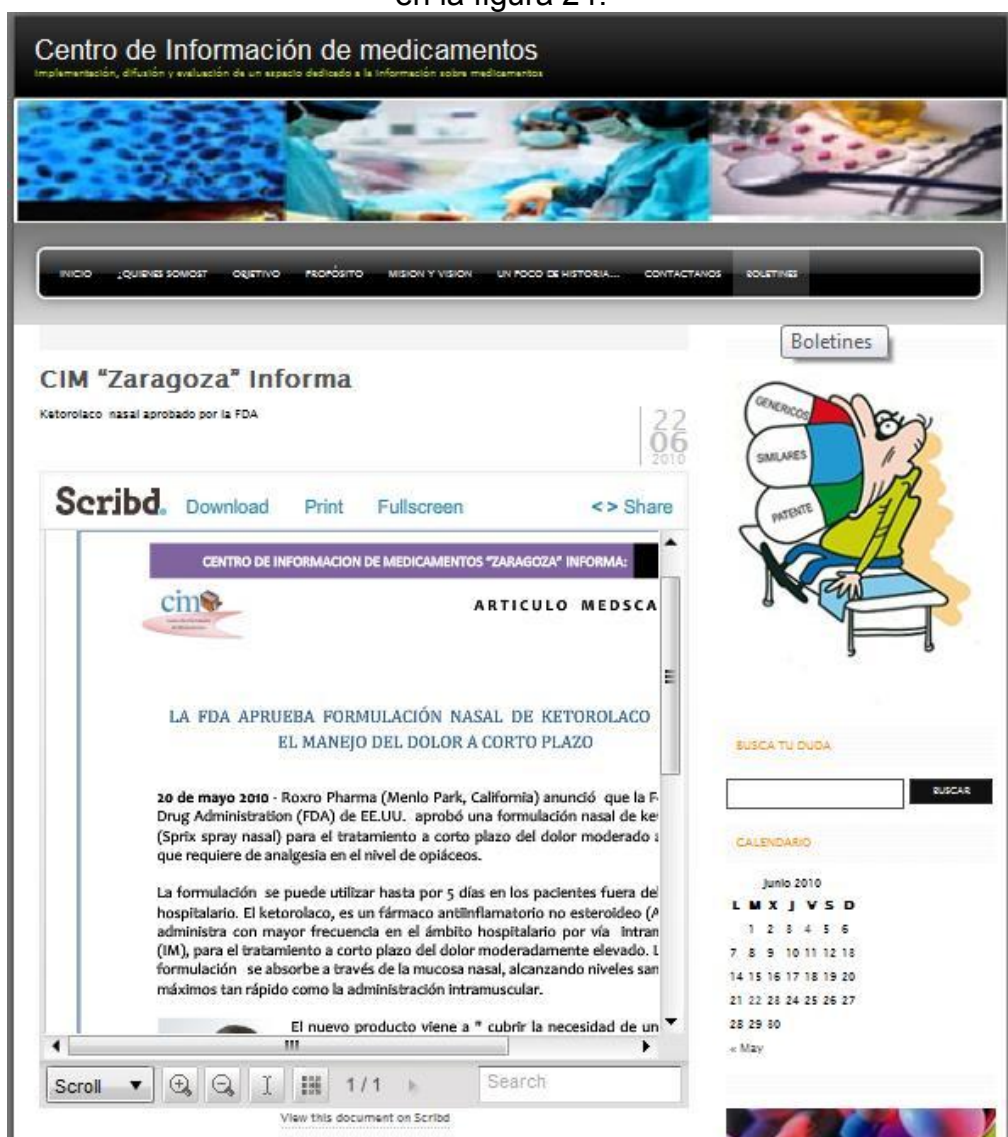 en la figura 21.
Centro de Información de medicamentos
Implementación, difusión y evaluación de un espacio dedicado a la información sobre medicamentos
INICIO ¿QUIENES SOMOS? OBJETIVO PROPÓSITO MISION Y VISION UN POCO DE HISTORIA... CONTACTANOS BOLETINES
Boletines
CIM “Zaragoza” Informa
Ketorolaco nasal aprobado por la FDA
22
06
2010
Scribd. Download Print Fullscreen <> Share
CENTRO DE INFORMACION DE MEDICAMENTOS “ZARAGOZA” INFORMA:
cim
ARTICULO MEDSCA
LA FDA APRUEBA FORMULACIÓN NASAL DE KETOROLACO
EL MANEJO DEL DOLOR A CORTO PLAZO
20 de mayo 2010 - Roxro Pharma (Menlo Park, California) anunció que la F
Drug Administration (FDA) de EE.UU. aprobó una formulación nasal de ke
(Sprix spray nasal) para el tratamiento a corto plazo del dolor moderado a
que requiere de analgesia en el nivel de opiáceos.
La formulación se puede utilizar hasta por 5 días en los pacientes fuera del
hospitalario. El ketorolaco, es un fármaco antiinflamatorio no esteroideo (A
administra con mayor frecuencia en el ámbito hospitalario por vía intram
(IM), para el tratamiento a corto plazo del dolor moderadamente elevado. L
formulación se absorbe a través de la mucosa nasal, alcanzando niveles san
máximos tan rápido como la administración intramuscular.
El nuevo producto viene a " cubrir la necesidad de un
Scroll 1 / 1 Search
View this document on Scribd
GENERICOS
SIMILARES
PATENTE
BUSCA TU DUDA
BUSCAR
CALENDARIO
Junio 2010
L M X J V S D
1 2 3 4 5 6
7 8 9 10 11 12 13
14 15 16 17 18 19 20
21 22 23 24 25 26 27
28 29 30
« May